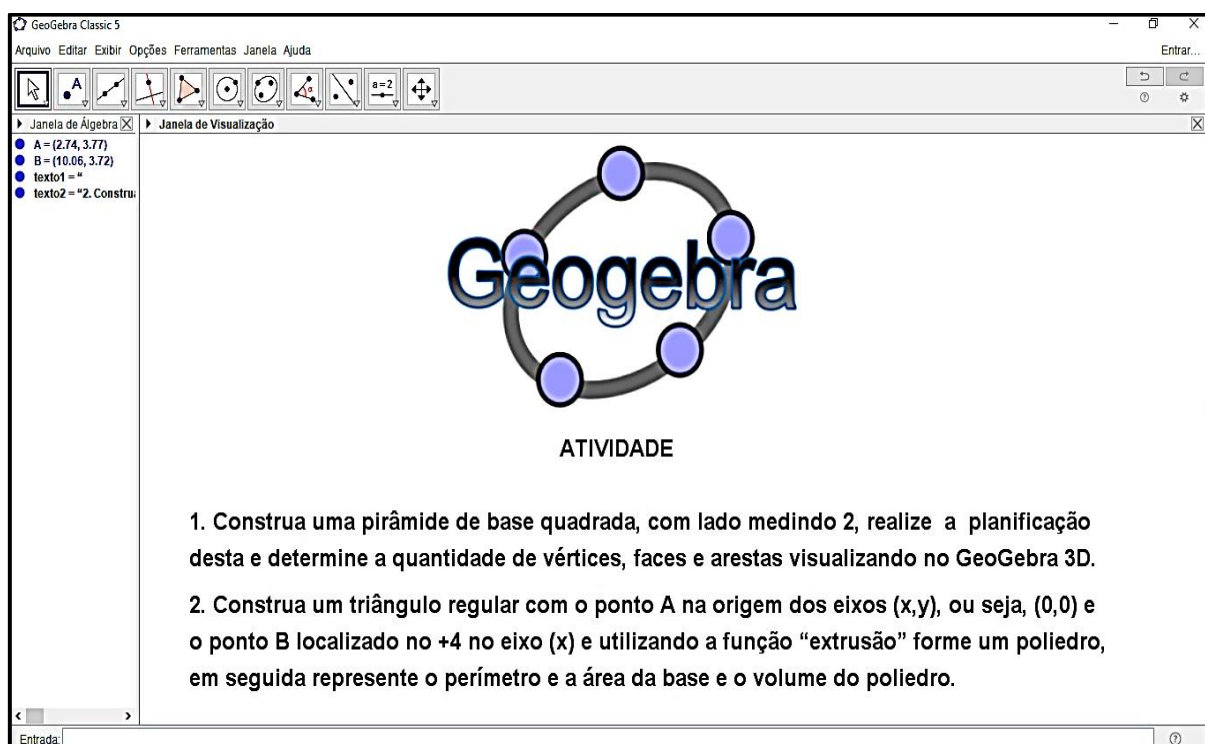 GeoGebra Classic 5
Arquivo Editar Exibir Opções Ferramentas Janela Ajuda
Entrar...
A
α
a=2
Janela de Álgebra
Janela de Visualização
A = (2.74, 3.77)
B = (10.06, 3.72)
texto1 = “
texto2 = “2. Constru
Geogebra
ATIVIDADE
1. Construa uma pirâmide de base quadrada, com lado medindo 2, realize a planificação
desta e determine a quantidade de vértices, faces e arestas visualizando no GeoGebra 3D.
2. Construa um triângulo regular com o ponto A na origem dos eixos (x,y), ou seja, (0,0) e
o ponto B localizado no +4 no eixo (x) e utilizando a função “extrusão” forme um poliedro,
em seguida represente o perímetro e a área da base e o volume do poliedro.
Entrada: